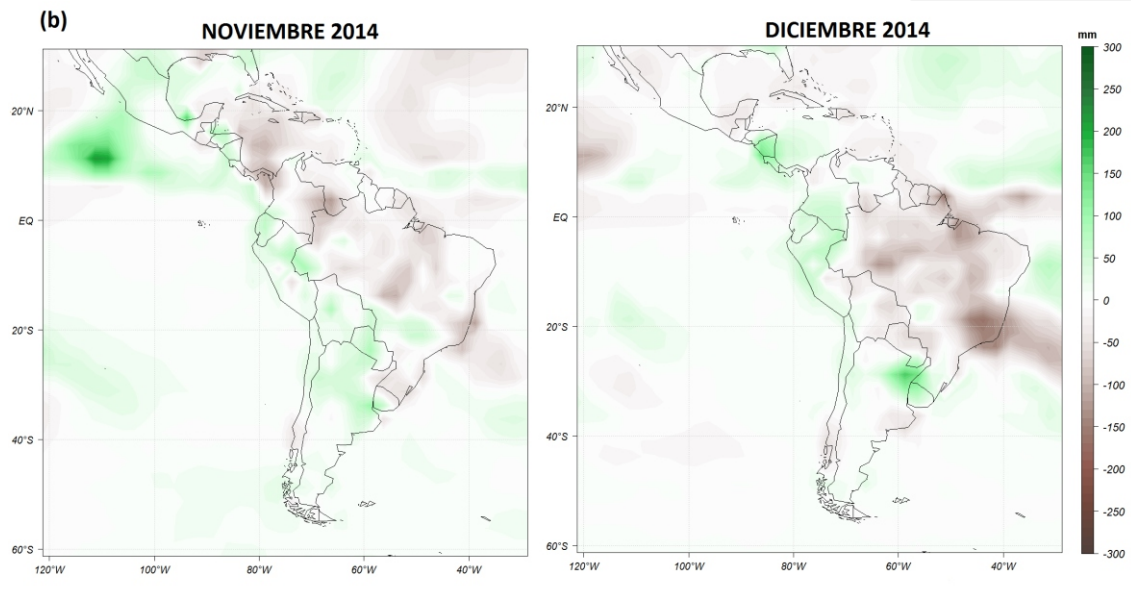 (b)
NOVIEMBRE 2014
DICIEMBRE 2014
mm
300
250
200
150
100
50
0
-50
-100
-150
-200
-250
-300
20°N
EQ
20°S
40°S
60°S
120°W
100°W
80°W
60°W
40°W
20°N
EQ
20°S
40°S
60°S
120°W
100°W
80°W
60°W
40°W